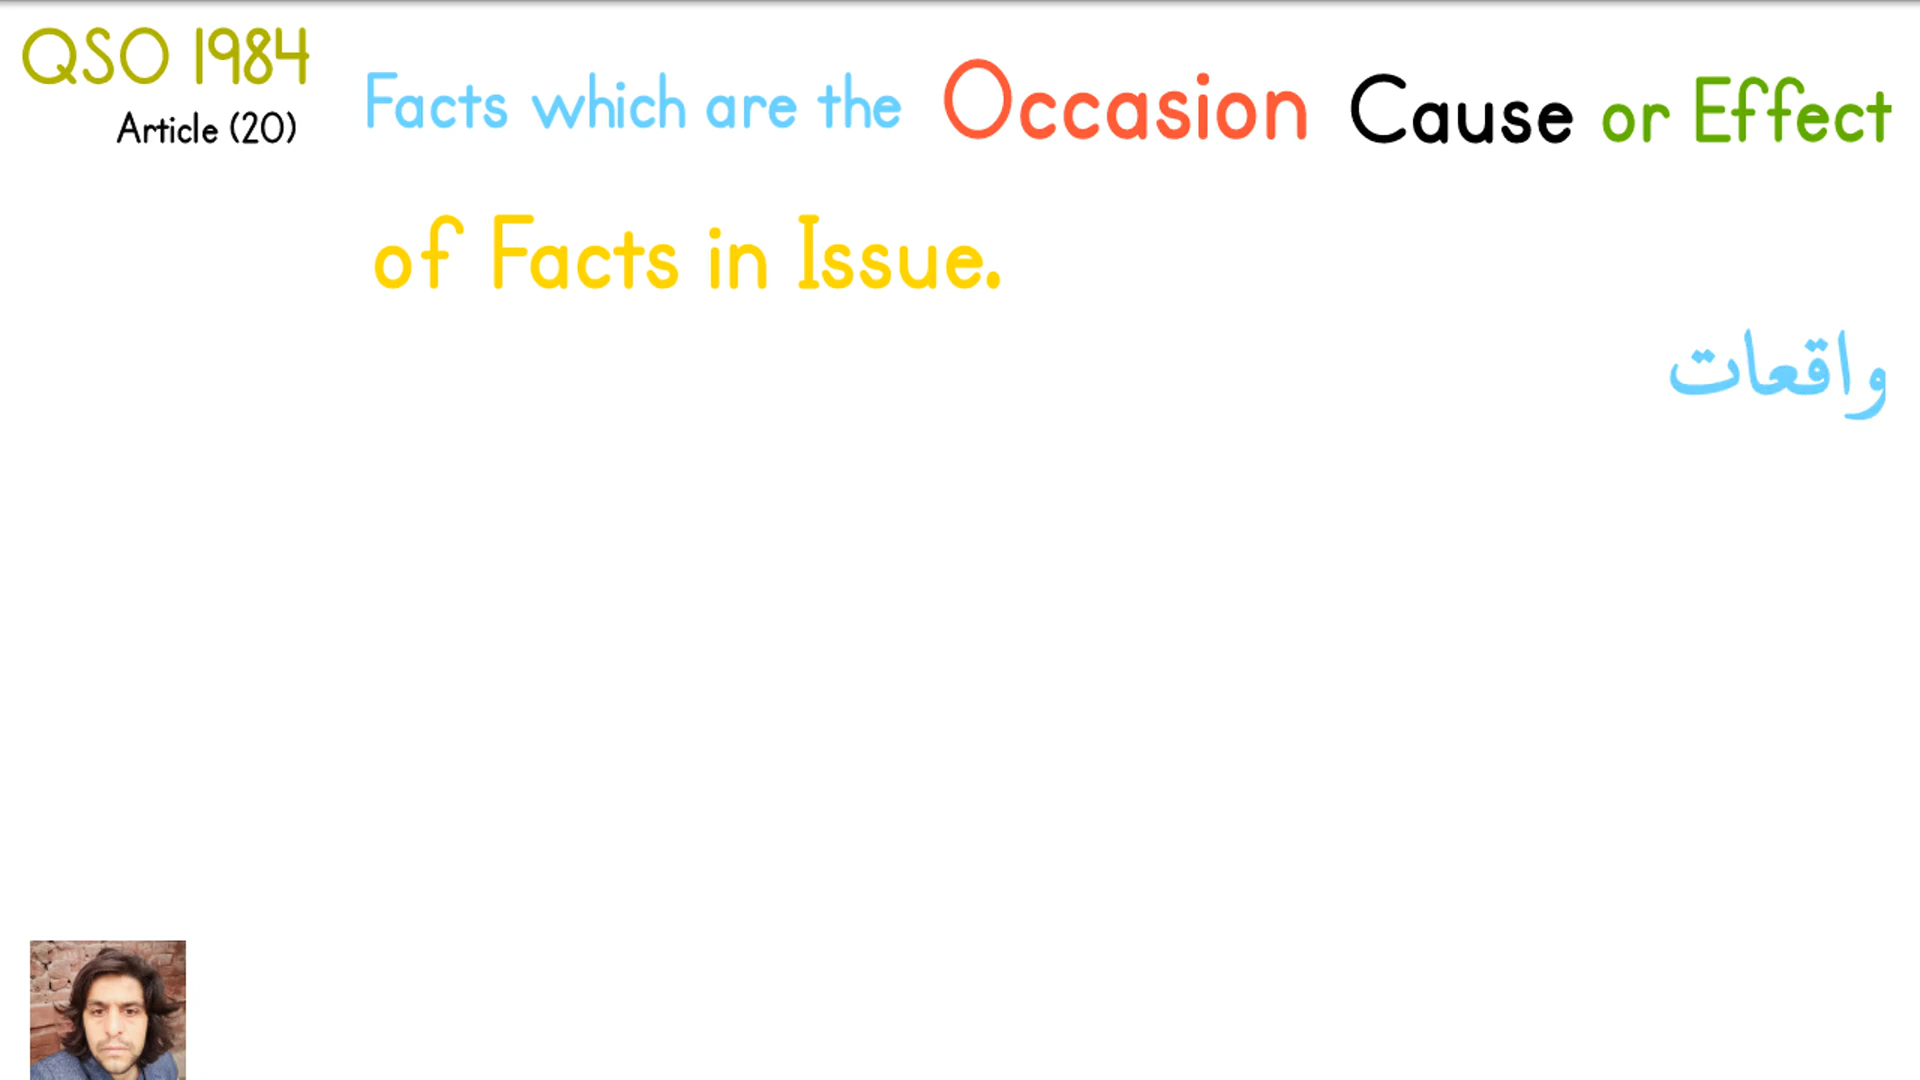 QSO 1984
Article (20)
Facts which are the Occasion Cause or Effect
of Facts in Issue.
واقعات